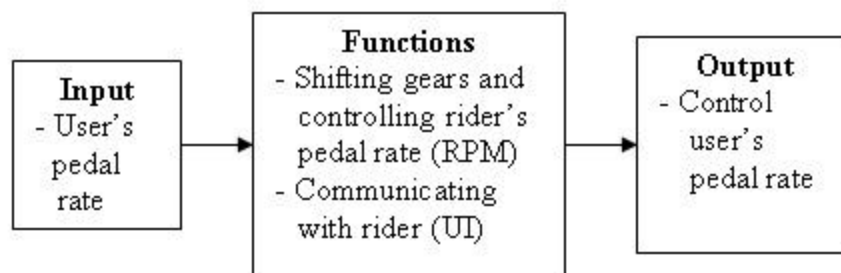 Input
- User's
pedal
rate
Functions
- Shifting gears and
controlling rider's
pedal rate (RPM)
- Communicating
with rider (UI)
Output
- Control
user's
pedal rate